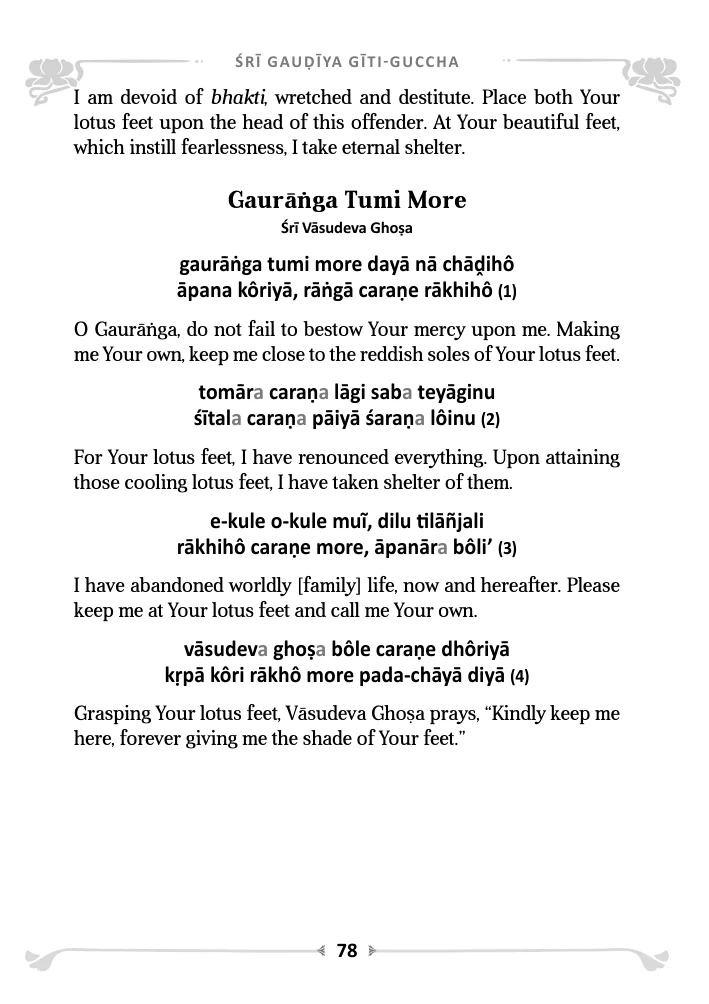 ŚRĪ GAUḌĪYA GĪTI-GUCCHA
I am devoid of bhakti, wretched and destitute. Place both Your
lotus feet upon the head of this offender. At Your beautiful feet,
which instill fearlessness, I take eternal shelter.
Gaurāṅga Tumi More
Śrī Vāsudeva Ghoṣa
gaurāṅga tumi more dayā nā chāḓihô
āpana kôriyā, rāṅgā caraṇe rākhihô (1)
O Gaurāṅga, do not fail to bestow Your mercy upon me. Making
me Your own, keep me close to the reddish soles of Your lotus feet.
tomāra caraṇa lāgi saba teyāginu
śītala caraṇa pāiyā śaraṇa lôinu (2)
For Your lotus feet, I have renounced everything. Upon attaining
those cooling lotus feet, I have taken shelter of them.
e-kule o-kule muĩ, dilu tilāñjali
rākhihô caraṇe more, āpanāra bôli’ (3)
I have abandoned worldly [family] life, now and hereafter. Please
keep me at Your lotus feet and call me Your own.
vāsudeva ghoṣa bôle caraṇe dhôriyā
kṛpā kôri rākhô more pada-chāyā diyā (4)
Grasping Your lotus feet, Vāsudeva Ghoṣa prays, “Kindly keep me
here, forever giving me the shade of Your feet.”
78